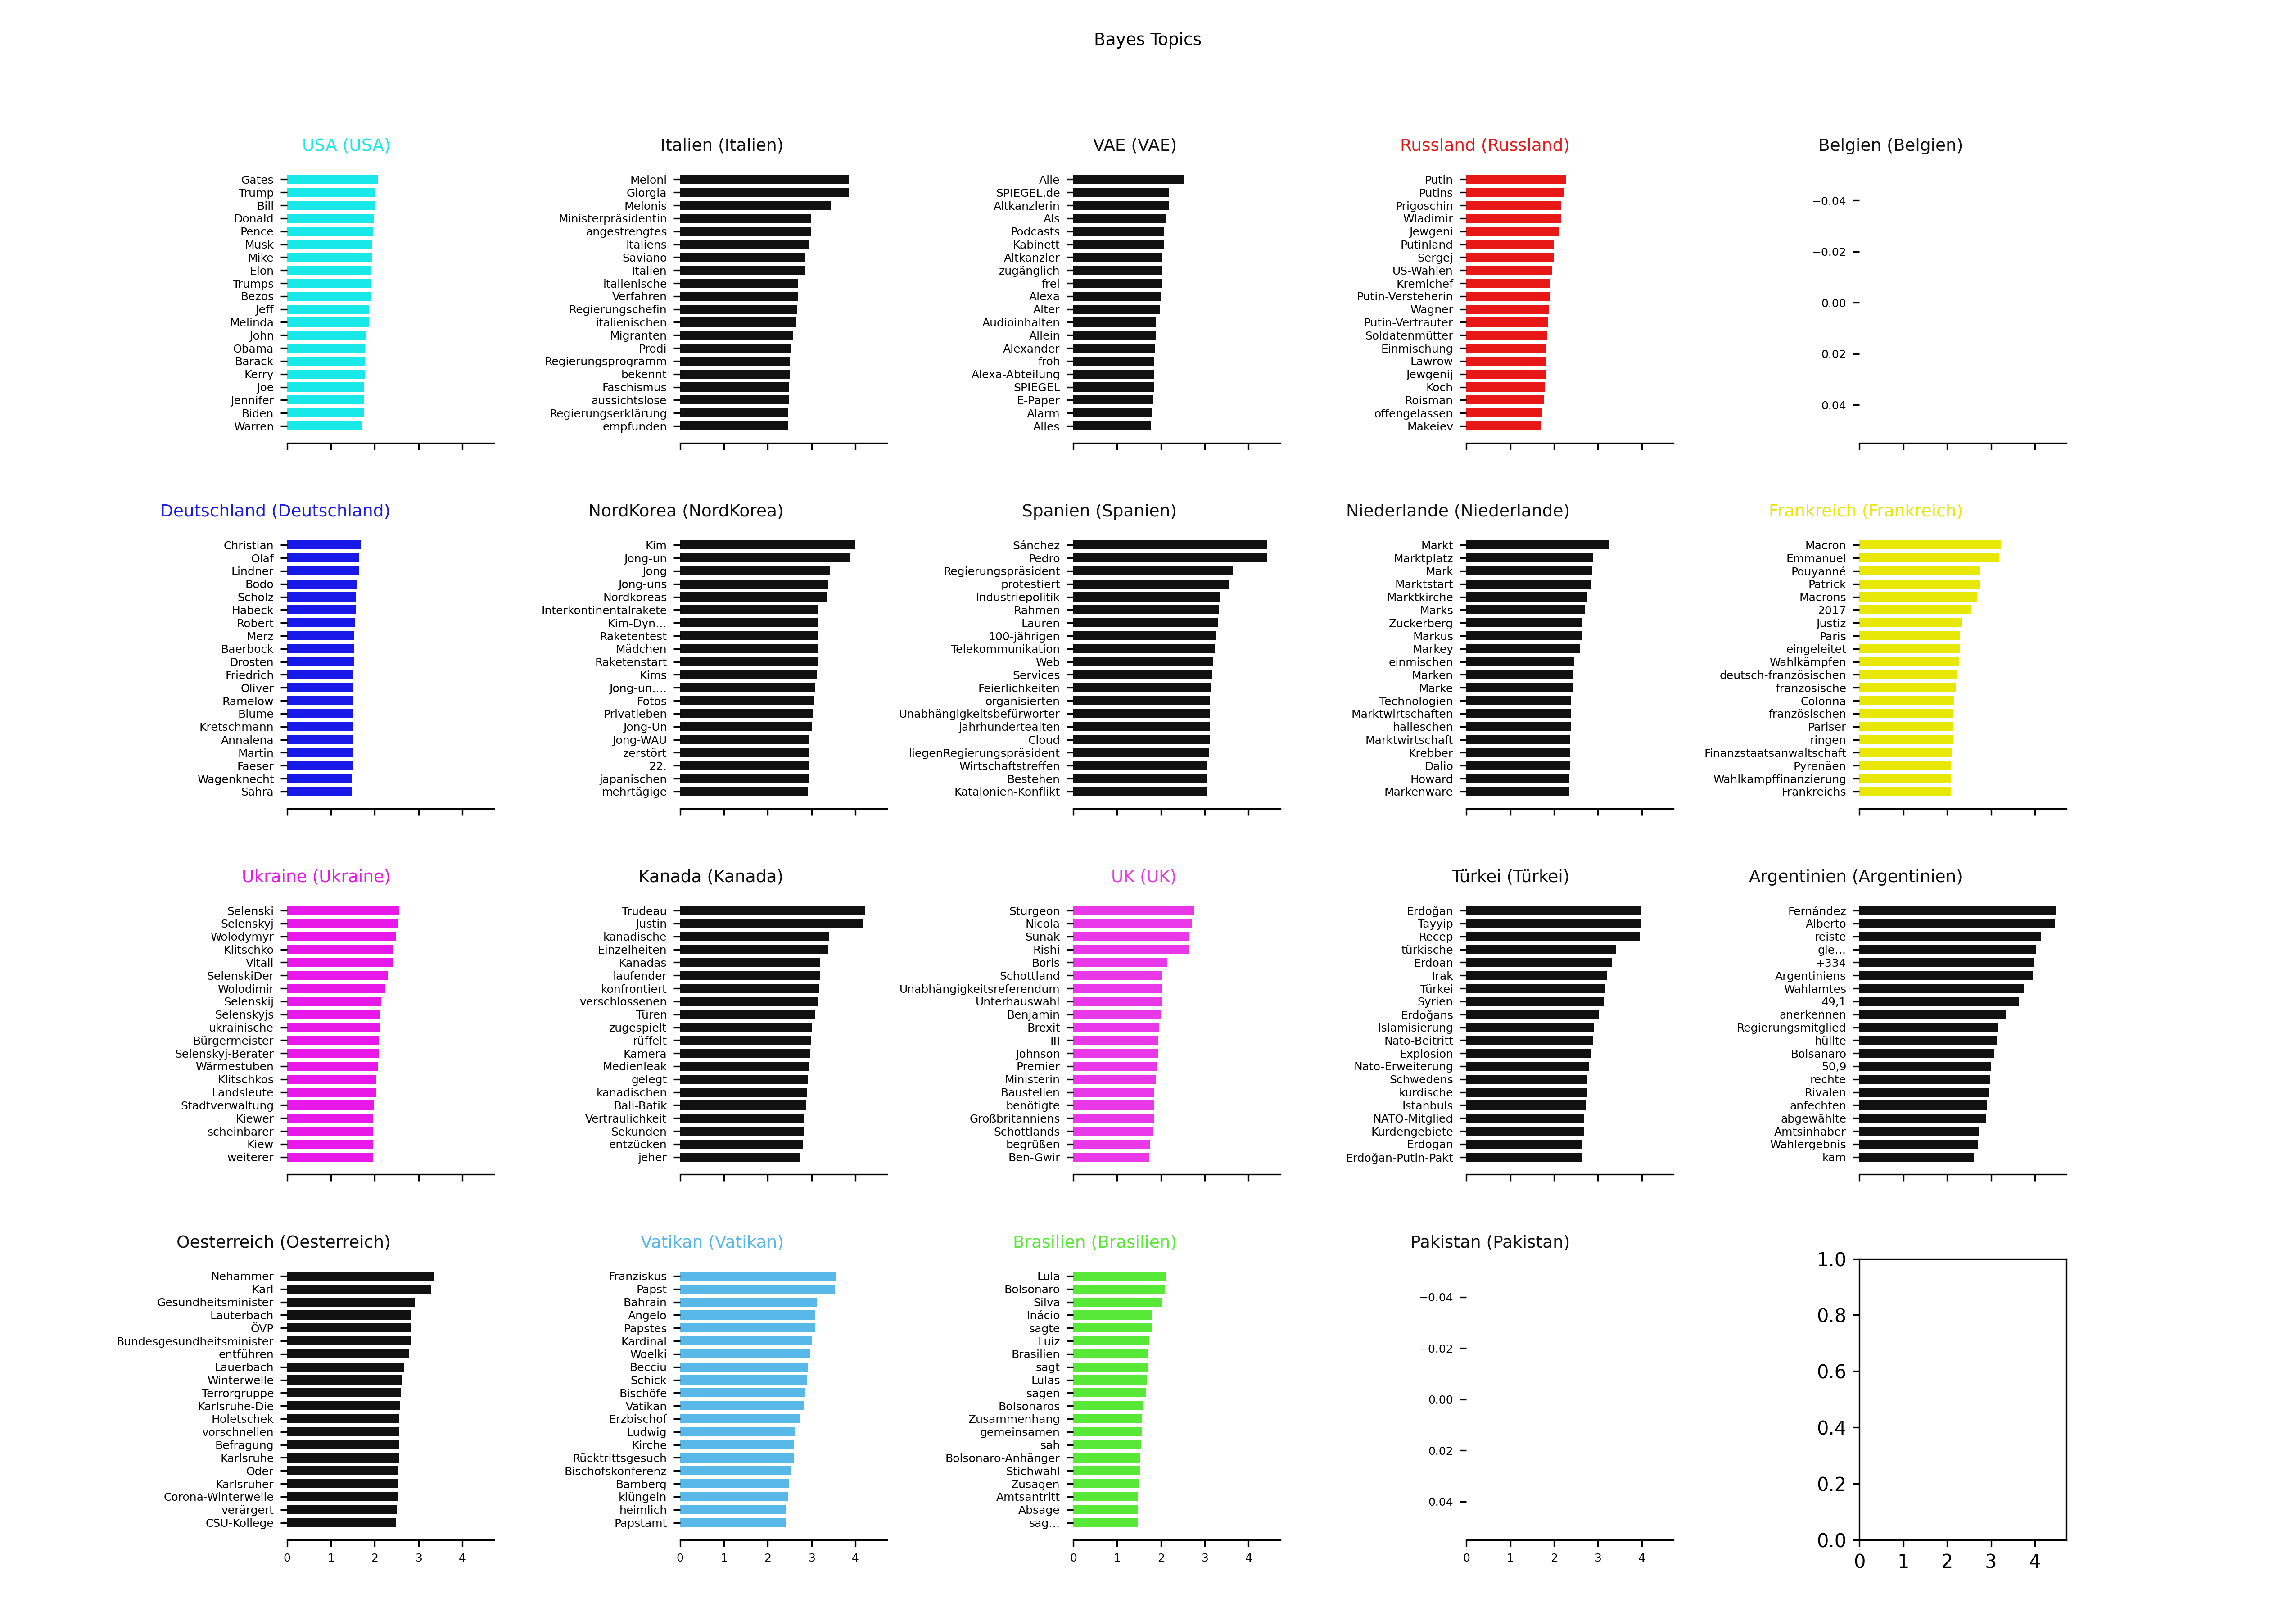 Bayes Topics
USA (USA)
Gates
Trump
Bill
Donald
Pence
Musk
Mike
Elon
Trumps
Bezos
Jeff
Melinda
John
Obama
Barack
Kerry
Joe
Jennifer
Biden
Warren
Italien (Italien)
Meloni
Giorgia
Melonis
Ministerpräsidentin
angestrengtes
Italiens
Saviano
Italien
italienische
Verfahren
Regierungschefin
italienischen
Migranten
Prodi
Regierungsprogramm
bekennt
Faschismus
aussichtslose
Regierungserklärung
empfunden
VAE (VAE)
Alle
SPIEGEL.de
Altkanzlerin
Als
Podcasts
Kabinett
Altkanzler
zugänglich
frei
Alexa
Alter
Audioinhalten
Allein
Alexander
froh
Alexa-Abteilung
SPIEGEL
E-Paper
Alarm
Alles
Russland (Russland)
Putin
Putins
Prigoschin
Wladimir
Jewgeni
Putinland
Sergej
US-Wahlen
Kremlchef
Putin-Versteherin
Wagner
Putin-Vertrauter
Soldatenmütter
Einmischung
Lawrow
Jewgenij
Koch
Roisman
offengelassen
Makeiev
Belgien (Belgien)
−0.04
−0.02
0.00
0.02
0.04
Deutschland (Deutschland)
Christian
Olaf
Lindner
Bodo
Scholz
Habeck
Robert
Merz
Baerbock
Drosten
Friedrich
Oliver
Ramelow
Blume
Kretschmann
Annalena
Martin
Faeser
Wagenknecht
Sahra
NordKorea (NordKorea)
Kim
Jong-un
Jong
Jong-uns
Nordkoreas
Interkontinentalrakete
Kim-Dyn...
Raketentest
Mädchen
Raketenstart
Kims
Jong-un....
Fotos
Privatleben
Jong-Un
Jong-WAU
zerstört
22.
japanischen
mehrtägige
Spanien (Spanien)
Sánchez
Pedro
Regierungspräsident
protestiert
Industriepolitik
Rahmen
Lauren
100-jährigen
Telekommunikation
Web
Services
Feierlichkeiten
organisierten
Unabhängigkeitsbefürworter
jahrhundertealten
Cloud
liegenRegierungspräsident
Wirtschaftstreffen
Bestehen
Katalonien-Konflikt
Niederlande (Niederlande)
Markt
Marktplatz
Mark
Marktstart
Marktkirche
Marks
Zuckerberg
Markus
Markey
einmischen
Marken
Marke
Technologien
Marktwirtschaften
halleschen
Marktwirtschaft
Krebber
Dalio
Howard
Markenware
Frankreich (Frankreich)
Macron
Emmanuel
Pouyanné
Patrick
Macrons
2017
Justiz
Paris
eingeleitet
Wahlkämpfen
deutsch-französischen
französische
Colonna
französischen
Pariser
ringen
Finanzstaatsanwaltschaft
Pyrenäen
Wahlkampffinanzierung
Frankreichs
Ukraine (Ukraine)
Selenski
Selenskyj
Wolodymyr
Klitschko
Vitali
SelenskiDer
Wolodimir
Selenskij
Selenskyjs
ukrainische
Bürgermeister
Selenskyj-Berater
Wärmestuben
Klitschkos
Landsleute
Stadtverwaltung
Kiewer
scheinbarer
Kiew
weiterer
Kanada (Kanada)
Trudeau
Justin
kanadische
Einzelheiten
Kanadas
laufender
konfrontiert
verschlossenen
Türen
zugespielt
rüffelt
Kamera
Medienleak
gelegt
kanadischen
Bali-Batik
Vertraulichkeit
Sekunden
entzücken
jeher
UK (UK)
Sturgeon
Nicola
Sunak
Rishi
Boris
Schottland
Unabhängigkeitsreferendum
Unterhauswahl
Benjamin
Brexit
III
Johnson
Premier
Ministerin
Baustellen
benötigte
Großbritanniens
Schottlands
begrüßen
Ben-Gwir
Türkei (Türkei)
Erdoğan
Tayyip
Recep
türkische
Erdoan
Irak
Türkei
Syrien
Erdoğans
Islamisierung
Nato-Beitritt
Explosion
Nato-Erweiterung
Schwedens
kurdische
Istanbuls
NATO-Mitglied
Kurdengebiete
Erdogan
Erdoğan-Putin-Pakt
Argentinien (Argentinien)
Fernández
Alberto
reiste
gle...
+334
Argentiniens
Wahlamtes
49,1
anerkennen
Regierungsmitglied
hüllte
Bolsanaro
50,9
rechte
Rivalen
anfechten
abgewählte
Amtsinhaber
Wahlergebnis
kam
Oesterreich (Oesterreich)
Nehammer
Karl
Gesundheitsminister
Lauterbach
ÖVP
Bundesgesundheitsminister
entführen
Lauerbach
Winterwelle
Terrorgruppe
Karlsruhe-Die
Holetschek
vorschnellen
Befragung
Karlsruhe
Oder
Karlsruher
Corona-Winterwelle
verärgert
CSU-Kollege
0 1 2 3 4
Vatikan (Vatikan)
Franziskus
Papst
Bahrain
Angelo
Papstes
Kardinal
Woelki
Becciu
Schick
Bischöfe
Vatikan
Erzbischof
Ludwig
Kirche
Rücktrittsgesuch
Bischofskonferenz
Bamberg
klüngeln
heimlich
Papstamt
0 1 2 3 4
Brasilien (Brasilien)
Lula
Bolsonaro
Silva
Inácio
sagte
Luiz
Brasilien
sagt
Lulas
sagen
Bolsonaros
Zusammenhang
gemeinsamen
sah
Bolsonaro-Anhänger
Stichwahl
Zusagen
Amtsantritt
Absage
sag...
0 1 2 3 4
Pakistan (Pakistan)
−0.04
−0.02
0.00
0.02
0.04
0 1 2 3 4
1.0
0.8
0.6
0.4
0.2
0.0
0 1 2 3 4